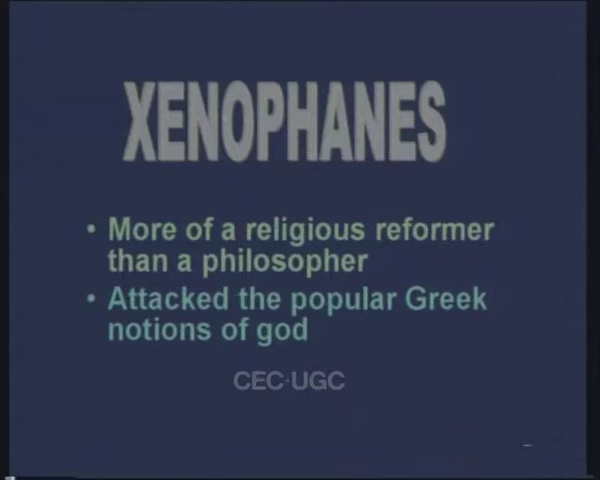 XENOPHANES
• More of a religious reformer
than a philosopher
• Attacked the popular Greek
notions of god
CEC-UGC